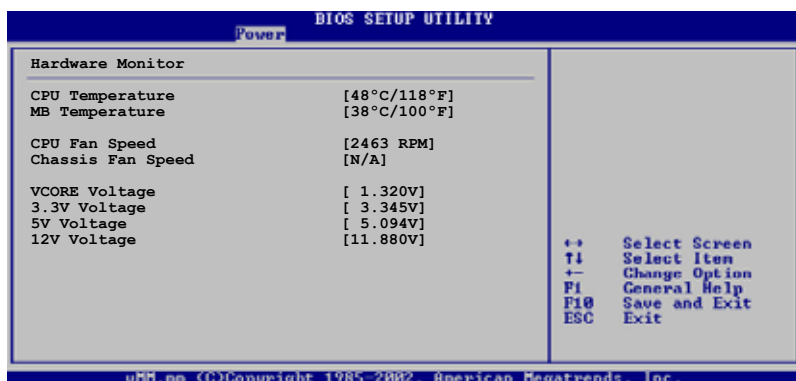 BIOS SETUP UTILITY
Power
Hardware Monitor
CPU Temperature [48°C/118°F]
MB Temperature [38°C/100°F]
CPU Fan Speed [2463 RPM]
Chassis Fan Speed [N/A]
VCORE Voltage [ 1.320V]
3.3V Voltage [ 3.345V]
5V Voltage [ 5.094V]
12V Voltage [11.880V]
↔ Select Screen
↑↓ Select Item
+- Change Option
F1 General Help
F10 Save and Exit
ESC Exit
(C)Copyright 1985-2002, American Megatrends, Inc.